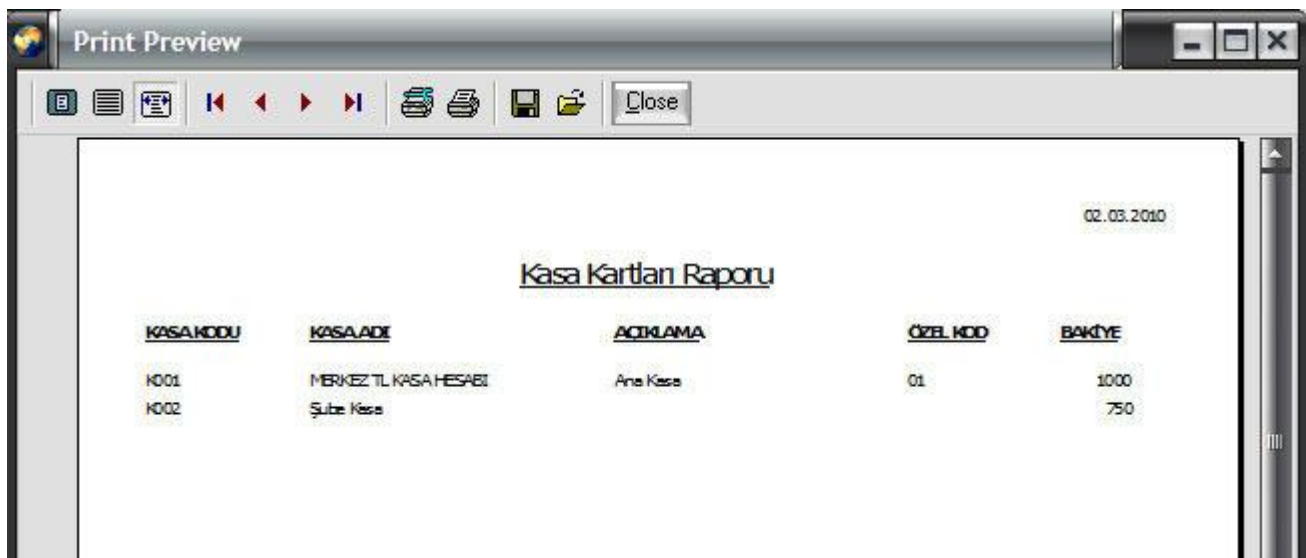 Print Preview
Close
02.03.2010
Kasa Kartları Raporu
KASA KODU KASA ADI AÇIKLAMA ÖZEL KOD BAKİYE
K001 MERKEZ TL KASA HESABI Ana Kasa 01 1000
K002 Şube Kasa 750